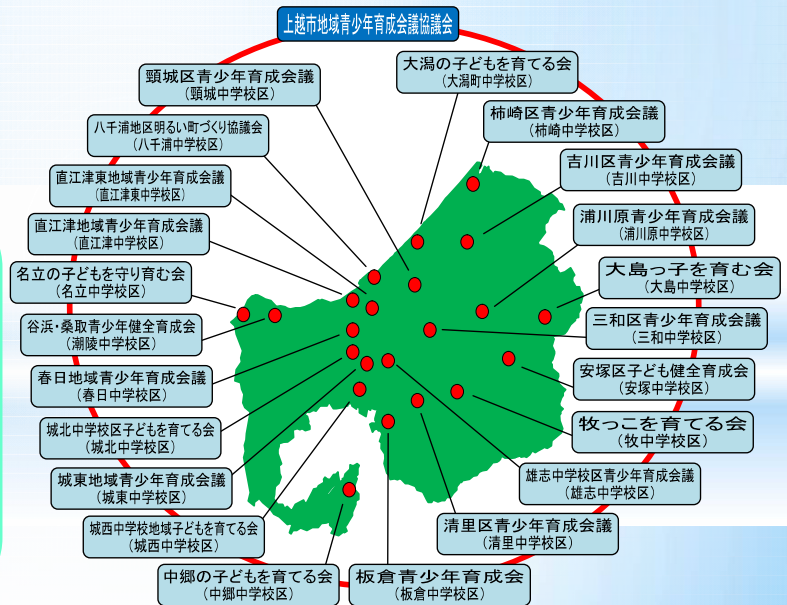 上越市地域青少年育成会議協議会
頸城区青少年育成会議
（頸城中学校区）
八千浦地区明るい町づくり協議会
（八千浦中学校区）
直江津東地域青少年育成会議
（直江津東中学校区）
直江津地域青少年育成会議
（直江津中学校区）
名立の子どもを守り育む会
（名立中学校区）
谷浜・桑取青少年健全育成会
（潮陵中学校区）
春日地域青少年育成会議
（春日中学校区）
城北中学校区子どもを育てる会
（城北中学校区）
城東地域青少年育成会議
（城東中学校区）
城西中学校地域子どもを育てる会
（城西中学校区）
中郷の子どもを育てる会
（中郷中学校区）
大潟の子どもを育てる会
（大潟町中学校区）
柿崎区青少年育成会議
（柿崎中学校区）
吉川区青少年育成会議
（吉川中学校区）
浦川原青少年育成会議
（浦川原中学校区）
大島っ子を育む会
（大島中学校区）
三和区青少年育成会議
（三和中学校区）
安塚区子ども健全育成会
（安塚中学校区）
牧っこを育てる会
（牧中学校区）
雄志中学校区青少年育成会議
（雄志中学校区）
清里区青少年育成会議
（清里中学校区）
板倉青少年育成会
（板倉中学校区）